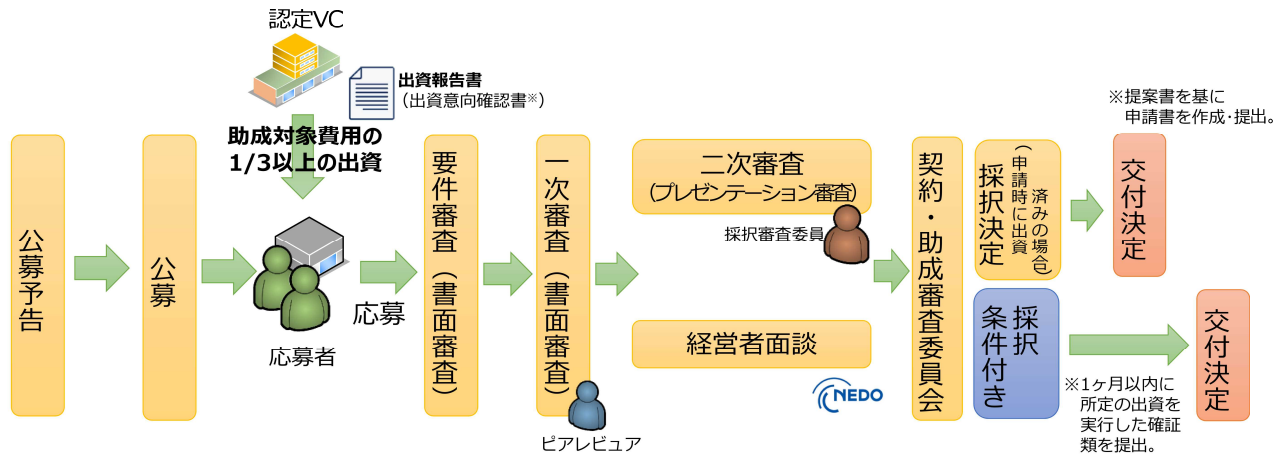 認定VC
出資報告書
（出資意向確認書※）
助成対象費用の
1/3以上の出資
公募予告
公募
応募者
応募
要件審査（書面審査）
一次審査（書面審査）
ピアレビュア
二次審査
（プレゼンテーション審査）
採択審査委員
経営者面談
NEDO
契約・助成審査委員会
採択決定
（申請時に出資
済みの場合）
※提案書を基に
申請書を作成・提出。
交付決定
条件付き
採択
※1ヶ月以内に
所定の出資を
実行した確証
類を提出。
交付決定